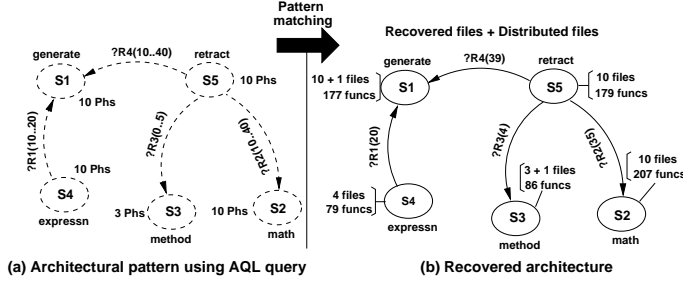 Pattern
matching
Recovered files + Distributed files
generate
?R4(10..40)
retract
S1
S5
10 Phs
10 Phs
?R1(10..20)
?R3(0..5)
?R2(10..40)
10 Phs
S4
expressn
3 Phs
S3
method
10 Phs
S2
math
(a) Architectural pattern using AQL query
generate
?R4(39)
retract
10 + 1 files
177 funcs
S1
S5
10 files
179 funcs
?R1(20)
?R3(4)
?R2(35)
4 files
79 funcs
S4
expressn
3 + 1 files
86 funcs
S3
method
10 files
207 funcs
S2
math
(b) Recovered architecture